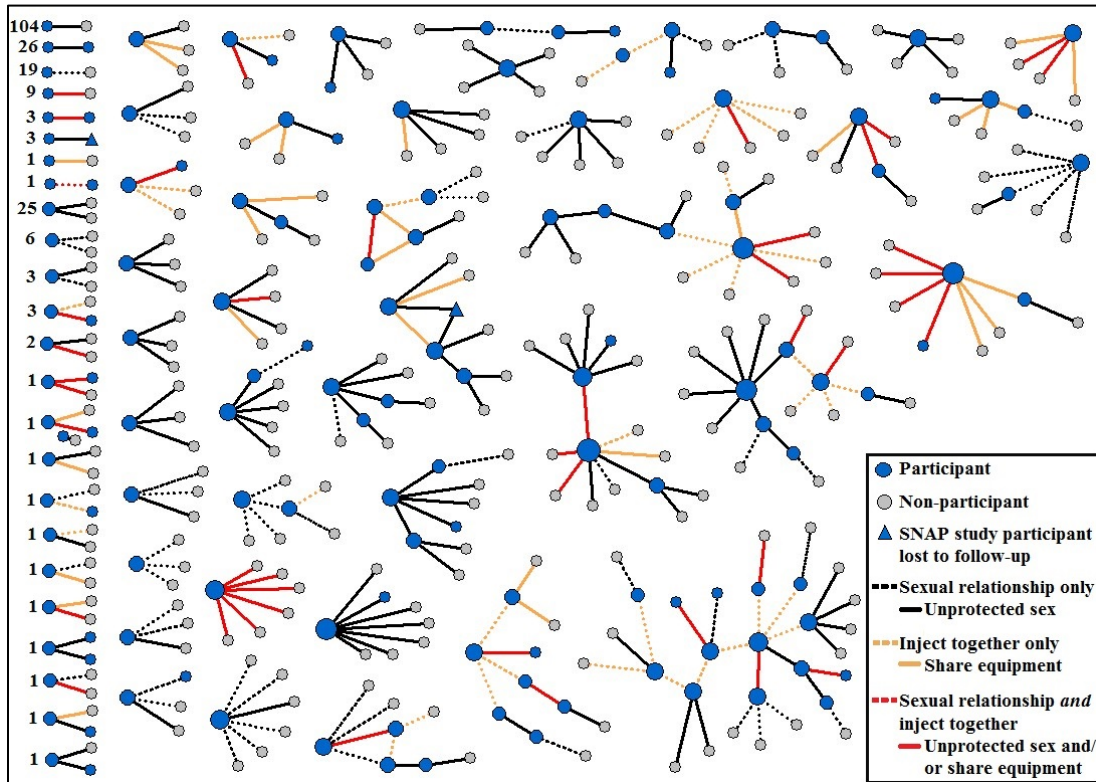 104
26
19
9
3
3
1
1
25
6
3
3
2
1
1
1
1
1
1
1
1
1
1
1
Participant
Non-participant
SNAP study participant
lost to follow-up
Sexual relationship only
Unprotected sex
Inject together only
Share equipment
Sexual relationship and
inject together
Unprotected sex and/
or share equipment